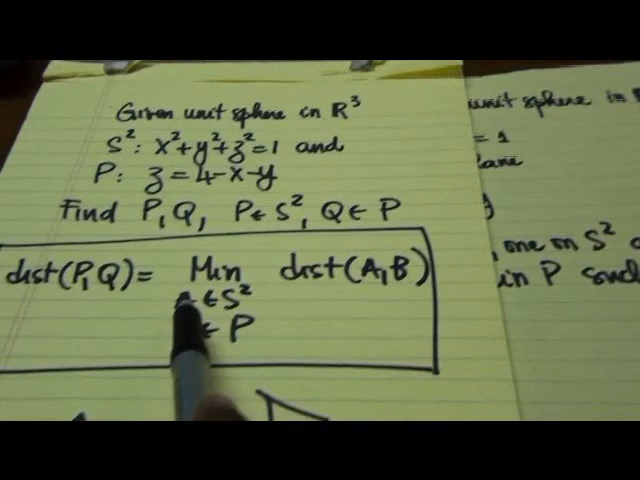 Given unit sphere in R³
S²: x²+y²+z²=1 and
P: z = 4-x-y
Find P, Q, P∈S², Q∈P
dist(P,Q) = Min dist(A,B)
∈S²
∈ P
unit sphere in
= 1
plane
, one on S²
in P such